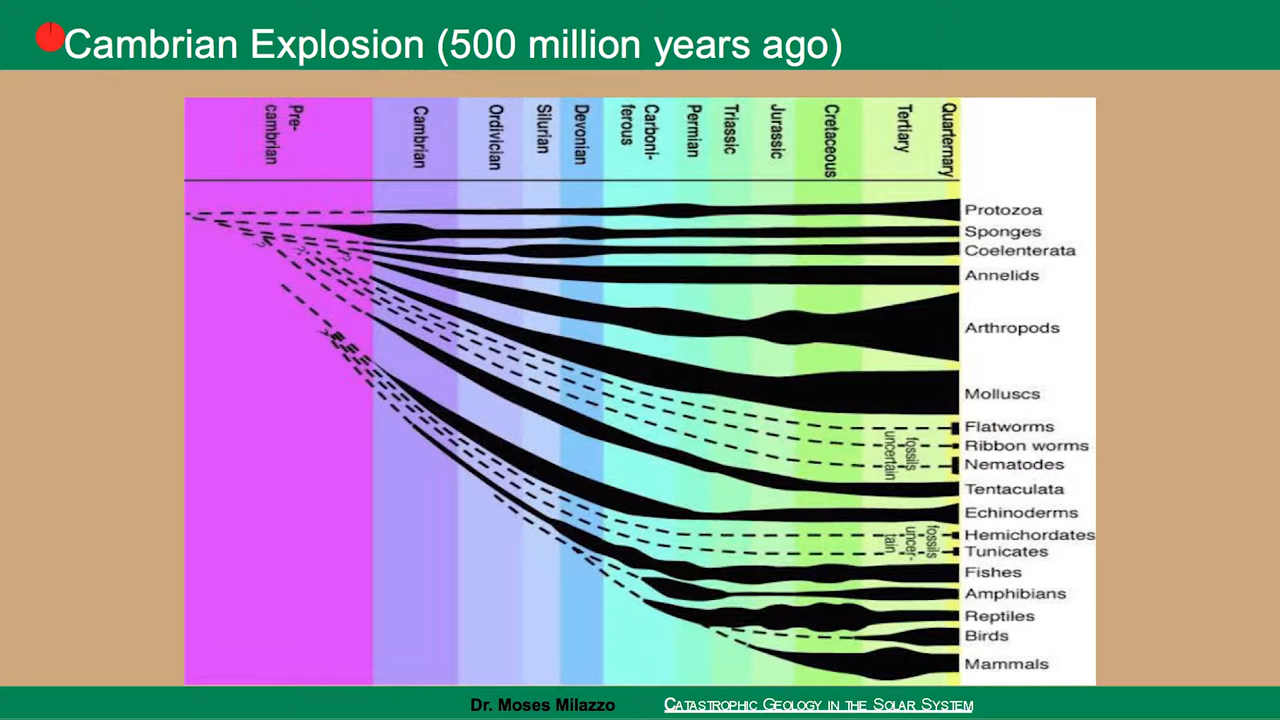 Cambrian Explosion (500 million years ago)
Pre-
cambrian
Cambrian
Ordivician
Silurian
Devonian
Carboni-
ferous
Permian
Triassic
Jurassic
Cretaceous
Tertiary
Quarternary
Protozoa
Sponges
Coelenterata
Annelids
Arthropods
Molluscs
Flatworms
Ribbon worms
Nematodes
fossils
uncertain
Tentaculata
Echinoderms
Hemichordates
Tunicates
fossils
uncer-
tain
Fishes
Amphibians
Reptiles
Birds
Mammals
Dr. Moses Milazzo
CATASTROPHIC GEOLOGY IN THE SOLAR SYSTEM